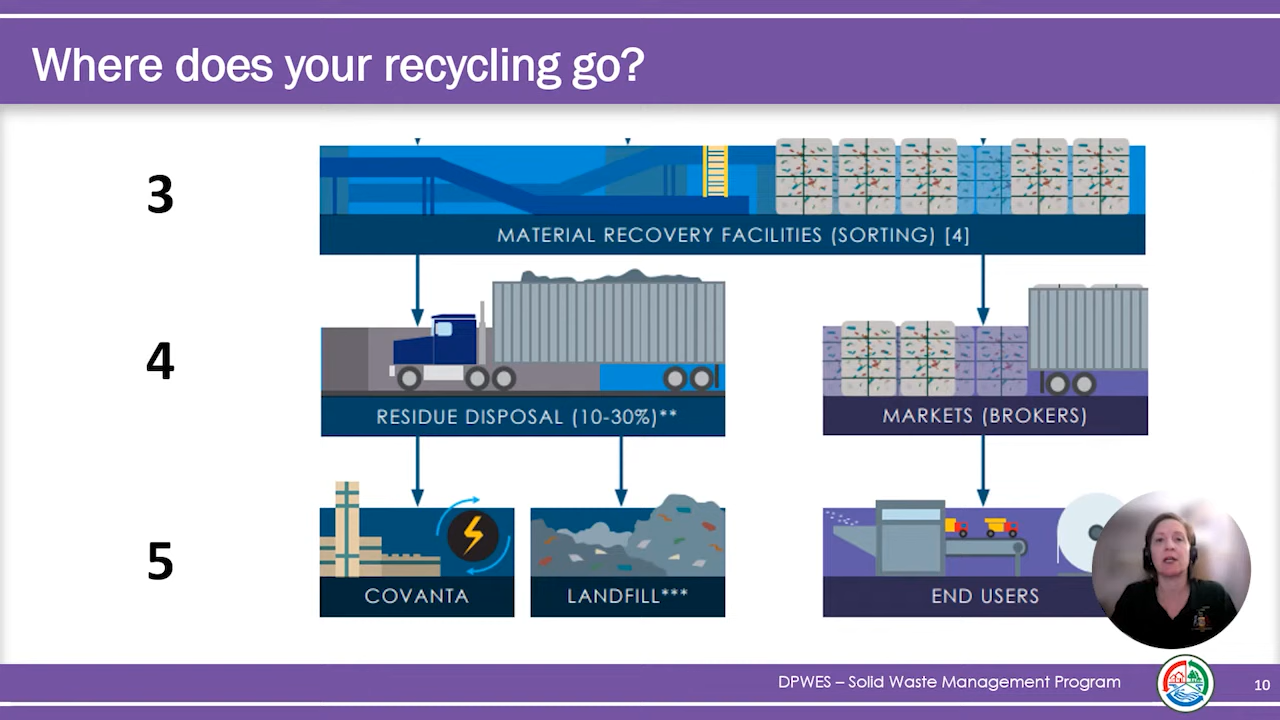 Where does your recycling go?
3
MATERIAL RECOVERY FACILITIES (SORTING) [4]
4
RESIDUE DISPOSAL (10-30%)**
MARKETS (BROKERS)
5
COVANTA
LANDFILL***
END USERS
DPWES – Solid Waste Management Program
10